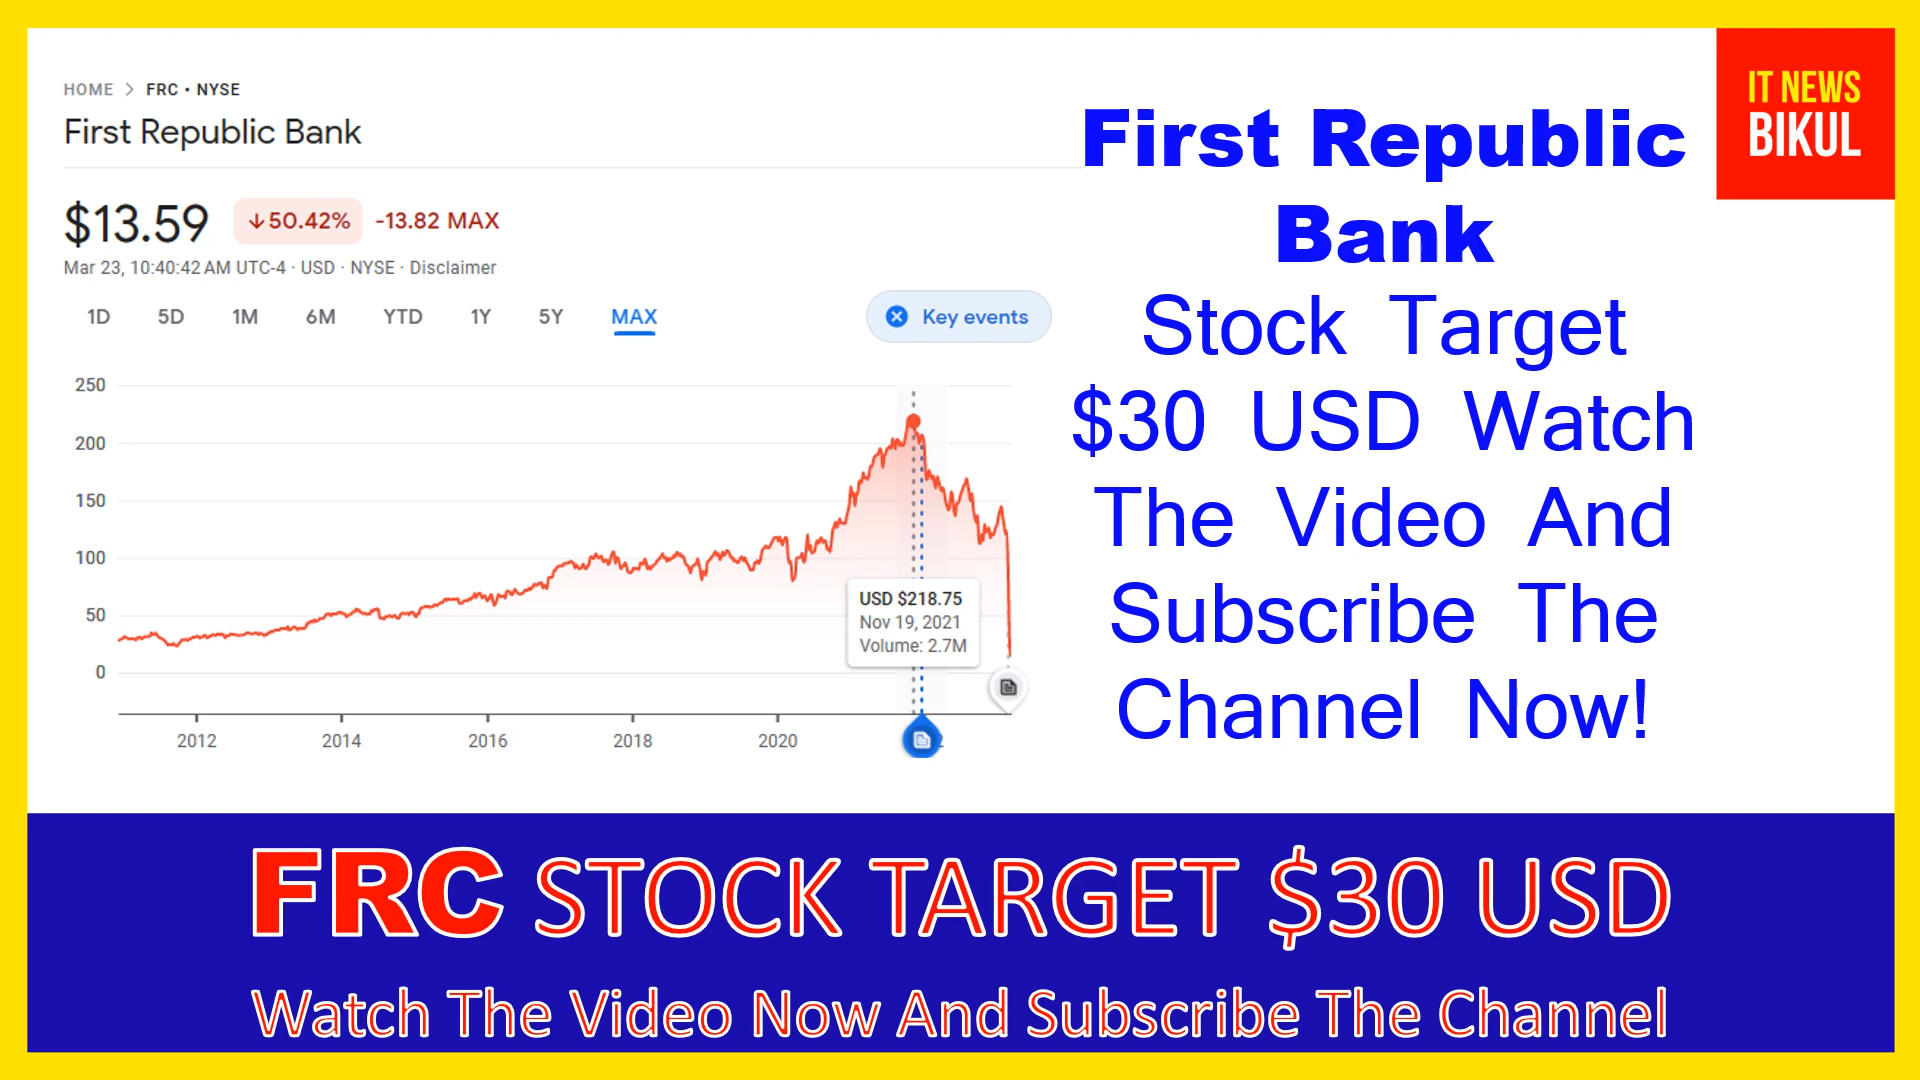 HOME > FRC • NYSE
First Republic Bank
$13.59 ↓50.42% -13.82 MAX
Mar 23, 10:40:42 AM UTC-4 · USD · NYSE · Disclaimer
1D 5D 1M 6M YTD 1Y 5Y MAX
Key events
250
200
150
100
50
0
USD $218.75
Nov 19, 2021
Volume: 2.7M
2012 2014 2016 2018 2020
First Republic
Bank
Stock Target
$30 USD Watch
The Video And
Subscribe The
Channel Now!
IT NEWS
BIKUL
FRC STOCK TARGET $30 USD
Watch The Video Now And Subscribe The Channel